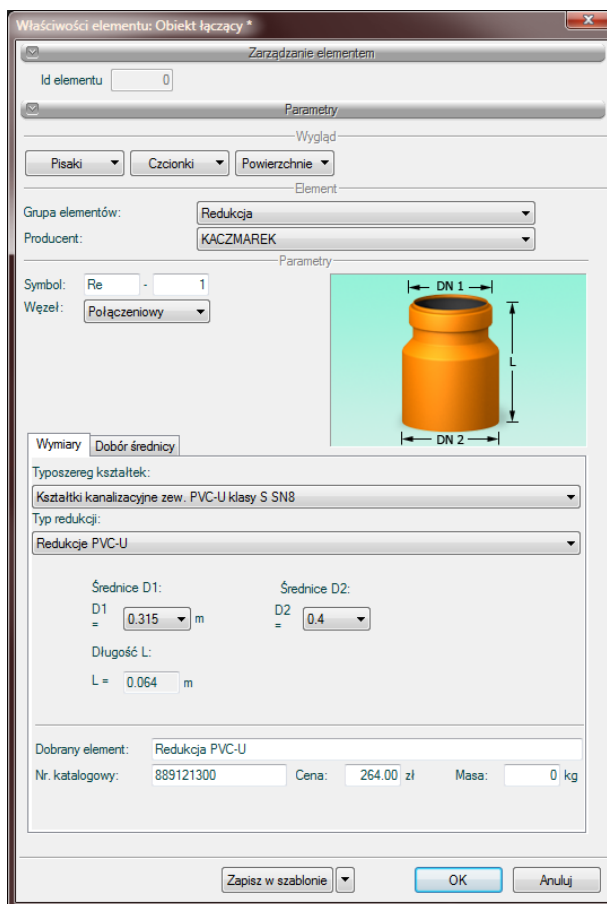 Właściwości elementu: Obiekt łączący *
Zarządzanie elementem
Id elementu 0
Parametry
Wygląd
Pisaki Czcionki Powierzchnie
Element
Grupa elementów: Redukcja
Producent: KACZMAREK
Parametry
Symbol: Re - 1
Węzeł: Połączeniowy
DN 1
L
DN 2
Wymiary Dobór średnicy
Typoszereg kształtek:
Kształtki kanalizacyjne zew. PVC-U klasy S SN8
Typ redukcji:
Redukcje PVC-U
Średnice D1: Średnice D2:
D1 = 0.315 m D2 = 0.4
Długość L:
L = 0.064 m
Dobrany element: Redukcja PVC-U
Nr. katalogowy: 889121300 Cena: 264.00 zł Masa: 0 kg
Zapisz w szablonie OK Anuluj